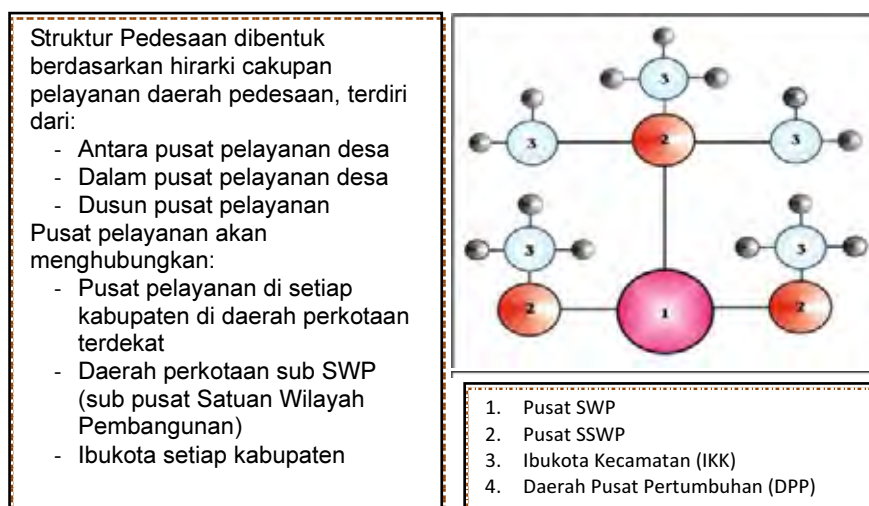 Struktur Pedesaan dibentuk
berdasarkan hirarki cakupan
pelayanan daerah pedesaan, terdiri
dari:
- Antara pusat pelayanan desa
- Dalam pusat pelayanan desa
- Dusun pusat pelayanan
Pusat pelayanan akan
menghubungkan:
- Pusat pelayanan di setiap
kabupaten di daerah perkotaan
terdekat
- Daerah perkotaan sub SWP
(sub pusat Satuan Wilayah
Pembangunan)
- Ibukota setiap kabupaten
3
3
2
3
3
3
2
1
2
1. Pusat SWP
2. Pusat SSWP
3. Ibukota Kecamatan (IKK)
4. Daerah Pusat Pertumbuhan (DPP)